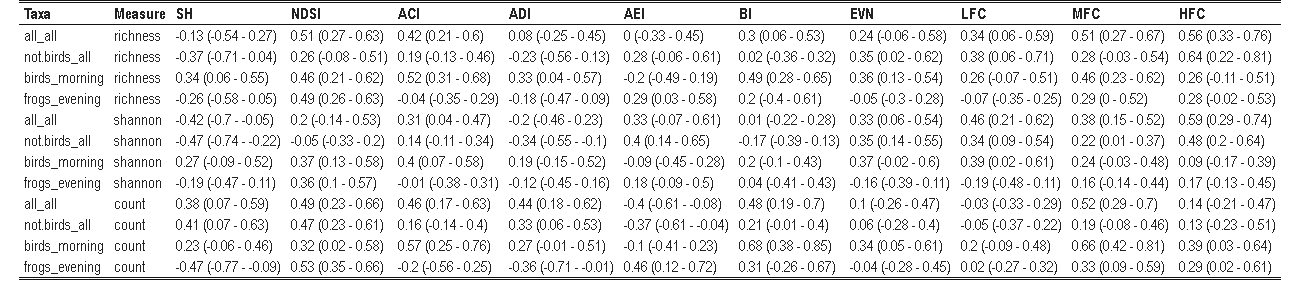 Taxa Measure SH NDSI ACI ADI AEI BI EVN LFC MFC HFC
all_all richness -0.13 (-0.54 - 0.27) 0.51 (0.27 - 0.63) 0.42 (0.21 - 0.6) 0.08 (-0.25 - 0.45) 0 (-0.33 - 0.45) 0.3 (0.06 - 0.53) 0.24 (-0.06 - 0.58) 0.34 (0.06 - 0.59) 0.51 (0.27 - 0.67) 0.56 (0.33 - 0.76)
not.birds_all richness -0.37 (-0.71 - 0.04) 0.26 (-0.08 - 0.51) 0.19 (-0.13 - 0.46) -0.23 (-0.56 - 0.13) 0.28 (-0.06 - 0.61) 0.02 (-0.36 - 0.32) 0.35 (0.02 - 0.62) 0.38 (0.06 - 0.71) 0.28 (-0.03 - 0.54) 0.64 (0.22 - 0.81)
birds_morning richness 0.34 (0.06 - 0.55) 0.46 (0.21 - 0.62) 0.52 (0.31 - 0.68) 0.33 (0.04 - 0.57) -0.2 (-0.49 - 0.19) 0.49 (0.28 - 0.65) 0.36 (0.13 - 0.54) 0.26 (-0.07 - 0.51) 0.46 (0.23 - 0.62) 0.26 (-0.11 - 0.51)
frogs_evening richness -0.26 (-0.58 - 0.05) 0.49 (0.26 - 0.63) -0.04 (-0.35 - 0.29) -0.18 (-0.47 - 0.09) 0.29 (0.03 - 0.58) 0.2 (-0.4 - 0.61) -0.05 (-0.3 - 0.28) -0.07 (-0.35 - 0.25) 0.29 (0 - 0.52) 0.28 (-0.02 - 0.53)
all_all shannon -0.42 (-0.7 - -0.05) 0.2 (-0.14 - 0.53) 0.31 (0.04 - 0.47) -0.2 (-0.46 - 0.23) 0.33 (-0.07 - 0.61) 0.01 (-0.22 - 0.28) 0.33 (0.06 - 0.54) 0.46 (0.21 - 0.62) 0.38 (0.15 - 0.52) 0.59 (0.29 - 0.74)
not.birds_all shannon -0.47 (-0.74 - -0.22) -0.05 (-0.33 - 0.2) 0.14 (-0.11 - 0.34) -0.34 (-0.55 - -0.1) 0.4 (0.14 - 0.65) -0.17 (-0.39 - 0.13) 0.35 (0.14 - 0.55) 0.34 (0.09 - 0.54) 0.22 (0.01 - 0.37) 0.48 (0.2 - 0.64)
birds_morning shannon 0.27 (-0.09 - 0.52) 0.37 (0.13 - 0.58) 0.4 (0.07 - 0.58) 0.19 (-0.15 - 0.52) -0.09 (-0.45 - 0.28) 0.2 (-0.1 - 0.43) 0.37 (-0.02 - 0.6) 0.39 (0.02 - 0.61) 0.24 (-0.03 - 0.48) 0.09 (-0.17 - 0.39)
frogs_evening shannon -0.19 (-0.47 - 0.11) 0.36 (0.1 - 0.57) -0.01 (-0.38 - 0.31) -0.12 (-0.45 - 0.16) 0.18 (-0.09 - 0.5) 0.04 (-0.41 - 0.43) -0.16 (-0.39 - 0.11) -0.19 (-0.48 - 0.11) 0.16 (-0.14 - 0.44) 0.17 (-0.13 - 0.45)
all_all count 0.38 (0.07 - 0.59) 0.49 (0.23 - 0.66) 0.46 (0.17 - 0.63) 0.44 (0.18 - 0.62) -0.4 (-0.61 - -0.08) 0.48 (0.19 - 0.7) 0.1 (-0.26 - 0.47) -0.03 (-0.33 - 0.29) 0.52 (0.29 - 0.7) 0.14 (-0.21 - 0.47)
not.birds_all count 0.41 (0.07 - 0.63) 0.47 (0.23 - 0.61) 0.16 (-0.14 - 0.4) 0.33 (0.06 - 0.53) -0.37 (-0.61 - -0.04) 0.21 (-0.01 - 0.4) 0.06 (-0.28 - 0.4) -0.05 (-0.37 - 0.22) 0.19 (-0.08 - 0.46) 0.13 (-0.23 - 0.51)
birds_morning count 0.23 (-0.06 - 0.46) 0.32 (0.02 - 0.58) 0.57 (0.25 - 0.76) 0.27 (-0.01 - 0.51) -0.1 (-0.41 - 0.23) 0.68 (0.38 - 0.85) 0.34 (0.05 - 0.61) 0.2 (-0.09 - 0.48) 0.66 (0.42 - 0.81) 0.39 (0.03 - 0.64)
frogs_evening count -0.47 (-0.77 - -0.09) 0.53 (0.35 - 0.66) -0.2 (-0.56 - 0.25) -0.36 (-0.71 - -0.01) 0.46 (0.12 - 0.72) 0.31 (-0.26 - 0.67) -0.04 (-0.28 - 0.45) 0.02 (-0.27 - 0.32) 0.33 (0.09 - 0.59) 0.29 (0.02 - 0.61)